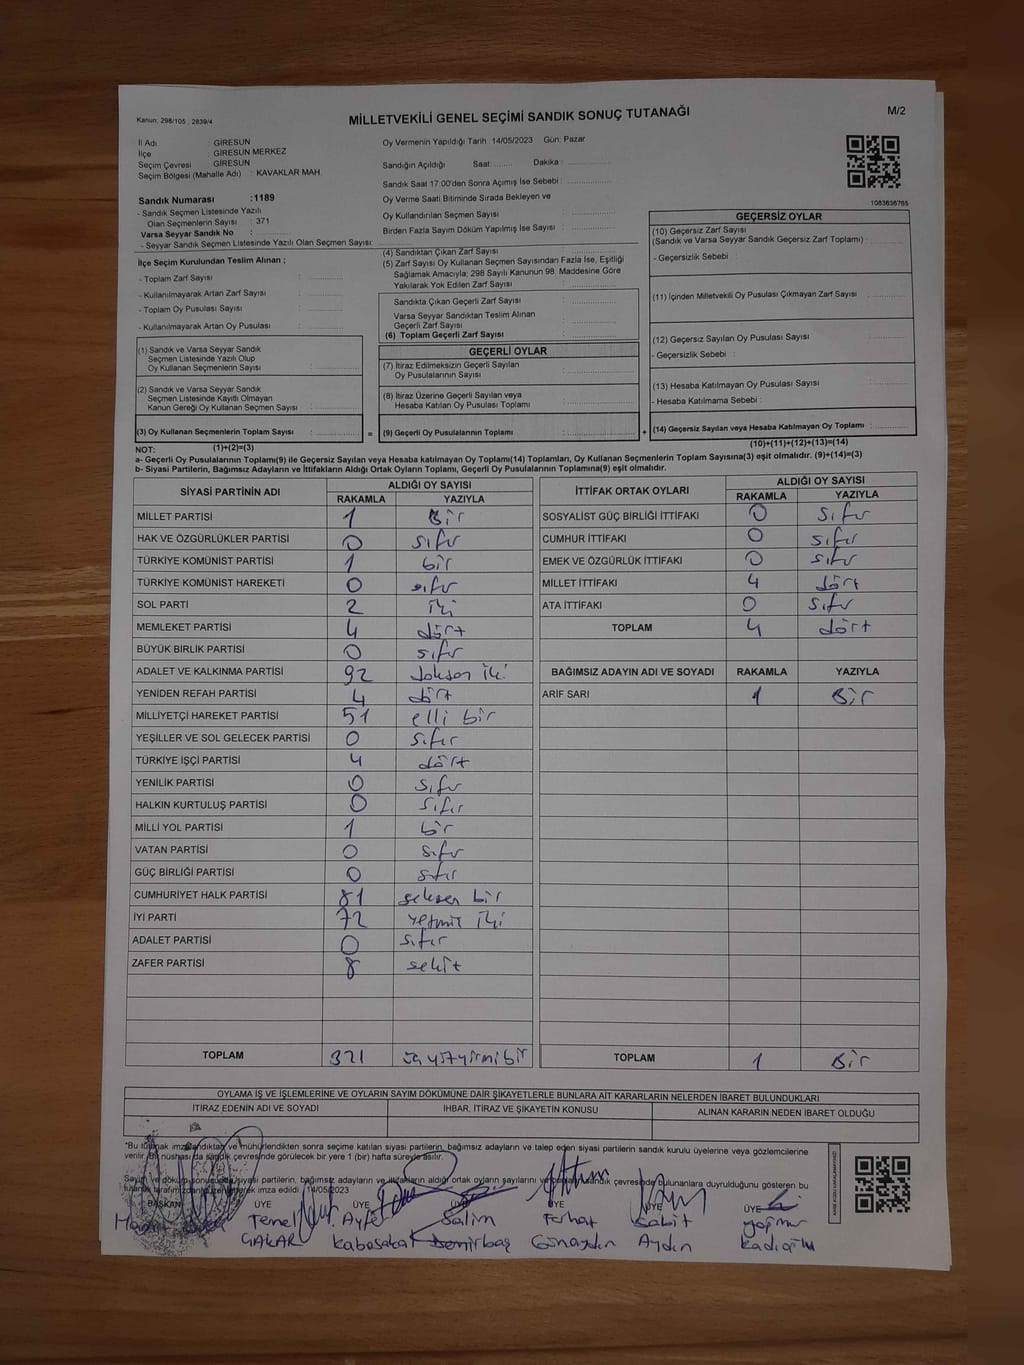 Kanun; 298/105 , 2839/4
MİLLETVEKİLİ GENEL SEÇİMİ SANDIK SONUÇ TUTANAĞI
M/2
İl Adı GİRESUN
İlçe GİRESUN MERKEZ
Seçim Çevresi GİRESUN
Seçim Bölgesi (Mahalle Adı) : KAVAKLAR MAH.
Sandık Numarası :1189
- Sandık Seçmen Listesinde Yazılı
Olan Seçmenlerin Sayısı : 371
Varsa Seyyar Sandık No :
- Seyyar Sandık Seçmen Listesinde Yazılı Olan Seçmen Sayısı:
Oy Vermenin Yapıldığı Tarih :14/05/2023 Gün: Pazar
Sandığın Açıldığı Saat: Dakika :
Sandık Saat 17:00'den Sonra Açımış İse Sebebi :
Oy Verme Saati Bitiminde Sırada Bekleyen ve
Oy Kullandırılan Seçmen Sayısı :
Birden Fazla Sayım Döküm Yapılmış İse Sayısı :
1083636765
İlçe Seçim Kurulundan Teslim Alınan ;
- Toplam Zarf Sayısı :
- Kullanılmayarak Artan Zarf Sayısı :
- Toplam Oy Pusulası Sayısı :
- Kullanılmayarak Artan Oy Pusulası :
(4) Sandıktan Çıkan Zarf Sayısı :
(5) Zarf Sayısı Oy Kullanan Seçmen Sayısından Fazla İse, Eşitliği
Sağlamak Amacıyla; 298 Sayılı Kanunun 98. Maddesine Göre
Yakılarak Yok Edilen Zarf Sayısı :
Sandıkta Çıkan Geçerli Zarf Sayısı :
Varsa Seyyar Sandıktan Teslim Alınan
Geçerli Zarf Sayısı :
(6) Toplam Geçerli Zarf Sayısı :
GEÇERSİZ OYLAR
(10) Geçersiz Zarf Sayısı
(Sandık ve Varsa Seyyar Sandık Geçersiz Zarf Toplamı) :
- Geçersizlik Sebebi :
(11) İçinden Milletvekili Oy Pusulası Çıkmayan Zarf Sayısı :
(12) Geçersiz Sayılan Oy Pusulası Sayısı :
- Geçersizlik Sebebi :
(13) Hesaba Katılmayan Oy Pusulası Sayısı :
- Hesaba Katılmama Sebebi :
(14) Geçersiz Sayılan veya Hesaba Katılmayan Oy Toplamı :
(1) Sandık ve Varsa Seyyar Sandık
Seçmen Listesinde Yazılı Olup
Oy Kullanan Seçmenlerin Sayısı :
(2) Sandık ve Varsa Seyyar Sandık
Seçmen Listesinde Kayıtlı Olmayan
Kanun Gereği Oy Kullanan Seçmen Sayısı :
(3) Oy Kullanan Seçmenlerin Toplam Sayısı :
GEÇERLİ OYLAR
(7) İtiraz Edilmeksizin Geçerli Sayılan
Oy Pusulalarının Sayısı :
(8) İtiraz Üzerine Geçerli Sayılan veya
Hesaba Katılan Oy Pusulası Toplamı :
= (9) Geçerli Oy Pusulalarının Toplamı : +
NOT: (1)+(2)=(3) (10)+(11)+(12)+(13)=(14)
a- Geçerli Oy Pusulalarının Toplamı(9) ile Geçersiz Sayılan veya Hesaba katılmayan Oy Toplamı(14) Toplamları, Oy Kullanan Seçmenlerin Toplam Sayısına(3) eşit olmalıdır. (9)+(14)=(3)
b- Siyasi Partilerin, Bağımsız Adayların ve İttifakların Aldığı Ortak Oyların Toplamı, Geçerli Oy Pusulalarının Toplamına(9) eşit olmalıdır.
SİYASİ PARTİNİN ADI ALDIĞI OY SAYISI
RAKAMLA YAZIYLA
MİLLET PARTİSİ 1 Bir
HAK VE ÖZGÜRLÜKLER PARTİSİ 0 sıfır
TÜRKİYE KOMÜNİST PARTİSİ 1 bir
TÜRKİYE KOMÜNİST HAREKETİ 0 sıfır
SOL PARTİ 2 iki
MEMLEKET PARTİSİ 4 dört
BÜYÜK BİRLİK PARTİSİ 0 sıfır
ADALET VE KALKINMA PARTİSİ 92 doksan iki
YENİDEN REFAH PARTİSİ 4 dört
MİLLİYETÇİ HAREKET PARTİSİ 51 elli bir
YEŞİLLER VE SOL GELECEK PARTİSİ 0 sıfır
TÜRKİYE İŞÇİ PARTİSİ 4 dört
YENİLİK PARTİSİ 0 sıfır
HALKIN KURTULUŞ PARTİSİ 0 sıfır
MİLLİ YOL PARTİSİ 1 bir
VATAN PARTİSİ 0 sıfır
GÜÇ BİRLİĞİ PARTİSİ 0 sıfır
CUMHURİYET HALK PARTİSİ 81 seksen bir
İYİ PARTİ 72 yetmiş iki
ADALET PARTİSİ 0 sıfır
ZAFER PARTİSİ 8 sekiz
TOPLAM 321 üçyüzyirmibir
İTTİFAK ORTAK OYLARI ALDIĞI OY SAYISI
RAKAMLA YAZIYLA
SOSYALİST GÜÇ BİRLİĞİ İTTİFAKI 0 sıfır
CUMHUR İTTİFAKI 0 sıfır
EMEK VE ÖZGÜRLÜK İTTİFAKI 0 sıfır
MİLLET İTTİFAKI 4 dört
ATA İTTİFAKI 0 sıfır
TOPLAM 4 dört
BAĞIMSIZ ADAYIN ADI VE SOYADI RAKAMLA YAZIYLA
ARİF SARI 1 Bir
TOPLAM 1 Bir
OYLAMA İŞ VE İŞLEMLERİNE VE OYLARIN SAYIM DÖKÜMÜNE DAİR ŞİKAYETLERLE BUNLARA AİT KARARLARIN NELERDEN İBARET BULUNDUKLARI
İTİRAZ EDENİN ADI VE SOYADI İHBAR, İTİRAZ VE ŞİKAYETİN KONUSU ALINAN KARARIN NEDEN İBARET OLDUĞU
*Bu tutanak imzalandıktan ve mühürlendikten sonra seçime katılan siyasi partilerin, bağımsız adayların ve talep eden siyasi partilerin sandık kurulu üyelerine veya gözlemcilerine
verilir. Bir nüshası da sandık çevresinde görülecek bir yere 1 (bir) hafta süreyle asılır.
Sayım ve döküm sonucunda siyasi partilerin, bağımsız adayların ve ittifakların aldığı ortak oyların sayılarını sandık çevresinde bulunanlara duyrulduğunu gösteren bu
tutanak tarafımızdan imza edildi. 14/05/2023
BAŞKAN ÜYE ÜYE ÜYE ÜYE ÜYE
Temel Ayfe Salim Ferhat Sabit Yağmur
GAKAR Kabasakal Demirbaş Günaydın Aydın Kadıoğlu